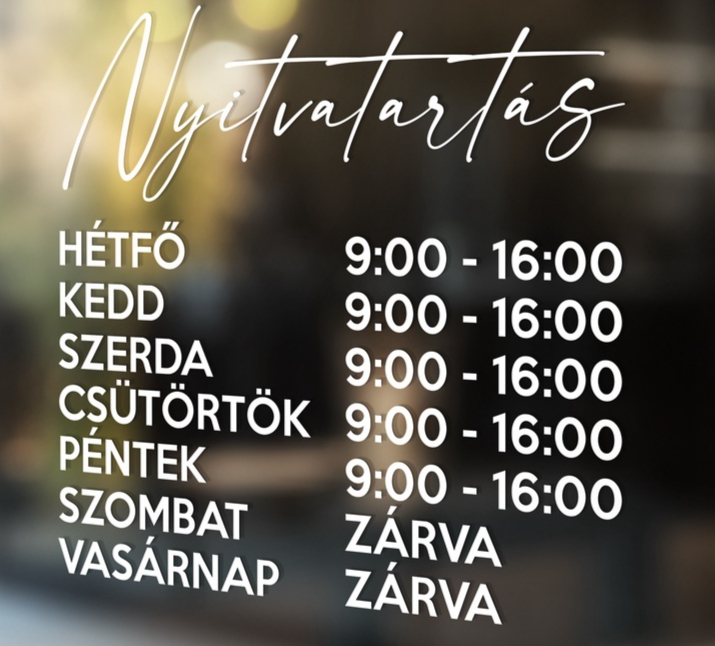 Nyitvatartás
HÉTFŐ 9:00 - 16:00
KEDD 9:00 - 16:00
SZERDA 9:00 - 16:00
CSÜTÖRTÖK 9:00 - 16:00
PÉNTEK 9:00 - 16:00
SZOMBAT ZÁRVA
VASÁRNAP ZÁRVA